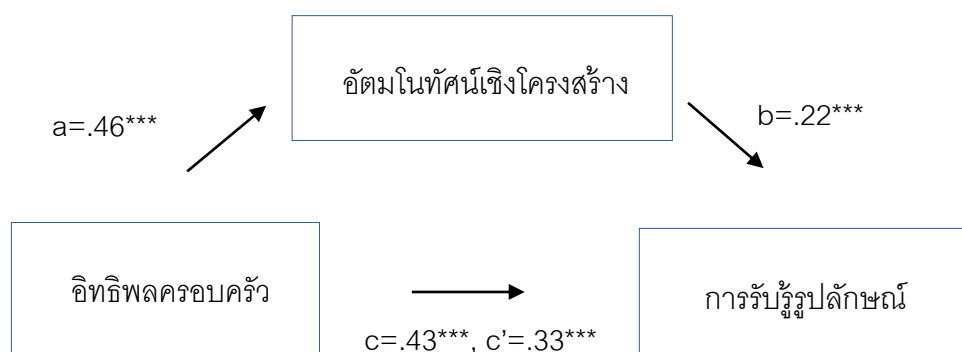 อัตมโนทัศน์เชิงโครงสร้าง
a=.46***
b=.22***
อิทธิพลครอบครัว
การรับรู้รูปลักษณ์
c=.43***, c’=.33***